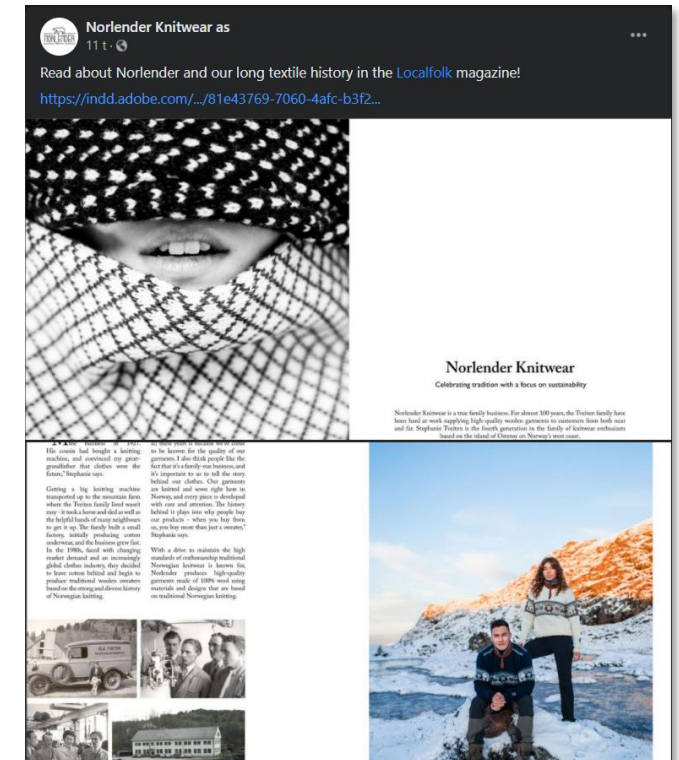 NORLENDER
Norlender Knitwear as
11 t ·
Read about Norlender and our long textile history in the Localfolk magazine!
https://indd.adobe.com/.../81e43769-7060-4afc-b3f2...
Norlender Knitwear
Celebrating tradition with a focus on sustainability
Norlender Knitwear is a true family business. For almost 100 years, the Tveiten family have
been hard at work supplying high-quality woolen garments to customers from both near
and far. Stephanie Tveiten is the fourth generation in the family of knitwear enthusiasts
based on the island of Osterøy on Norway's west coast.
the business in 1927.
His cousin had bought a knitting
machine, and convinced my great-
grandfather that clothes were the
future," Stephanie says.
Getting a big knitting machine
transported up to the mountain farm
where the Tveiten family lived wasn't
easy - it took a horse and sled as well as
the helpful hands of many neighbours
to get it up. The family built a small
factory, initially producing cotton
underwear, and the business grew fast.
In the 1980s, faced with changing
market demand and an increasingly
global clothes industry, they decided
to leave cotton behind and begin to
produce traditional woolen sweaters
based on the strong and diverse history
of Norwegian knitting.
all these years is because we've come
to be known for the quality of our
garments. I also think people like the
fact that it's a family-run business, and
it's important to us to tell the story
behind our clothes. Our garments
are knitted and sewn right here in
Norway, and every piece is developed
with care and attention. The history
behind it plays into why people buy
our products – when you buy from
us, you buy more than just a sweater,"
Stephanie says.
With a drive to maintain the high
standards of craftsmanship traditional
Norwegian knitwear is known for,
Norlender produces high-quality
garments made of 100% wool using
materials and designs that are based
on traditional Norwegian knitting.